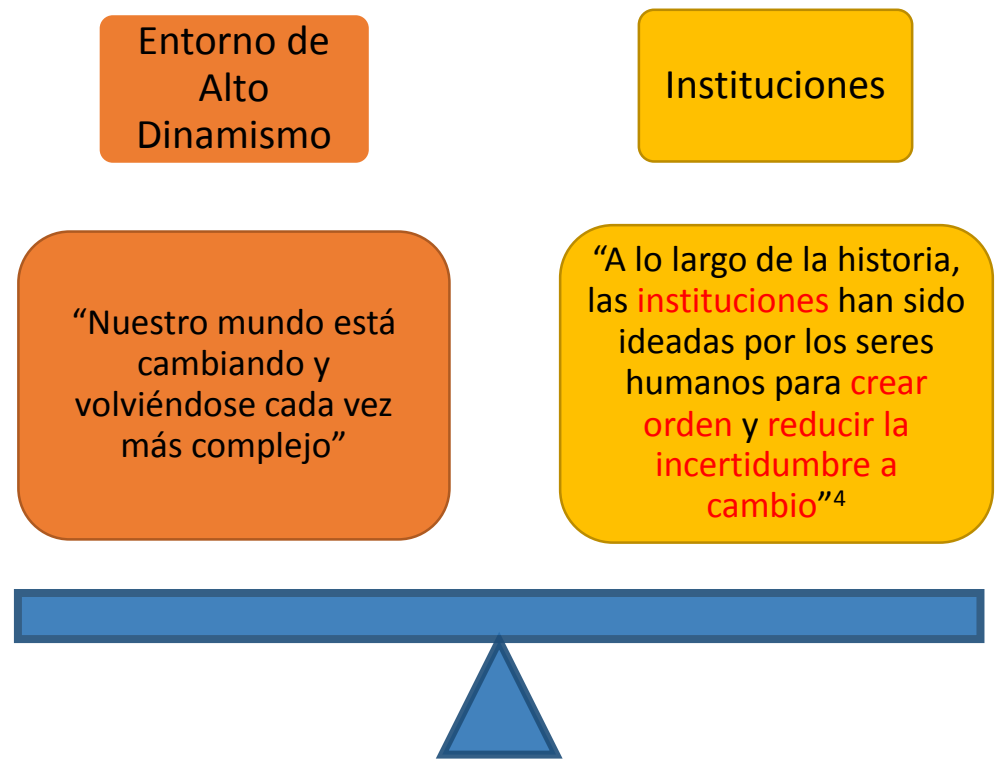 Entorno de
Alto
Dinamismo
Instituciones
“Nuestro mundo está
cambiando y
volviéndose cada vez
más complejo”
“A lo largo de la historia,
las instituciones han sido
ideadas por los seres
humanos para crear
orden y reducir la
incertidumbre a
cambio”⁴